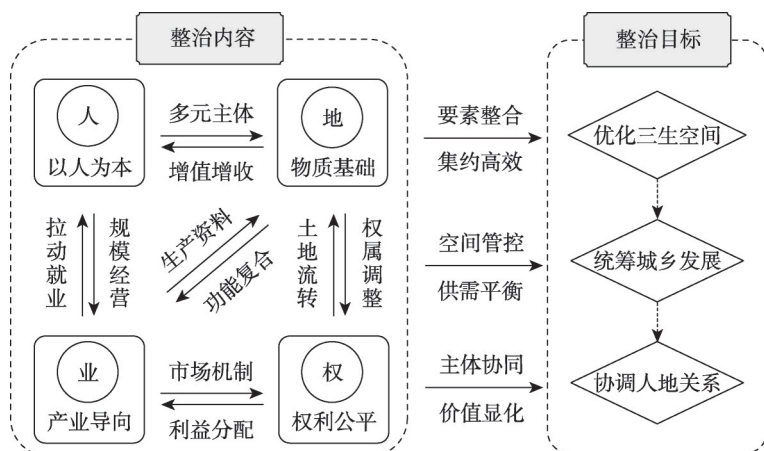 整治内容
整治目标
人
以人为本
多元主体
增值增收
地
物质基础
要素整合
集约高效
优化三生空间
拉动就业
规模经营
生产资料
功能复合
土地流转
权属调整
空间管控
供需平衡
统筹城乡发展
业
产业导向
市场机制
利益分配
权
权利公平
主体协同
价值显化
协调人地关系